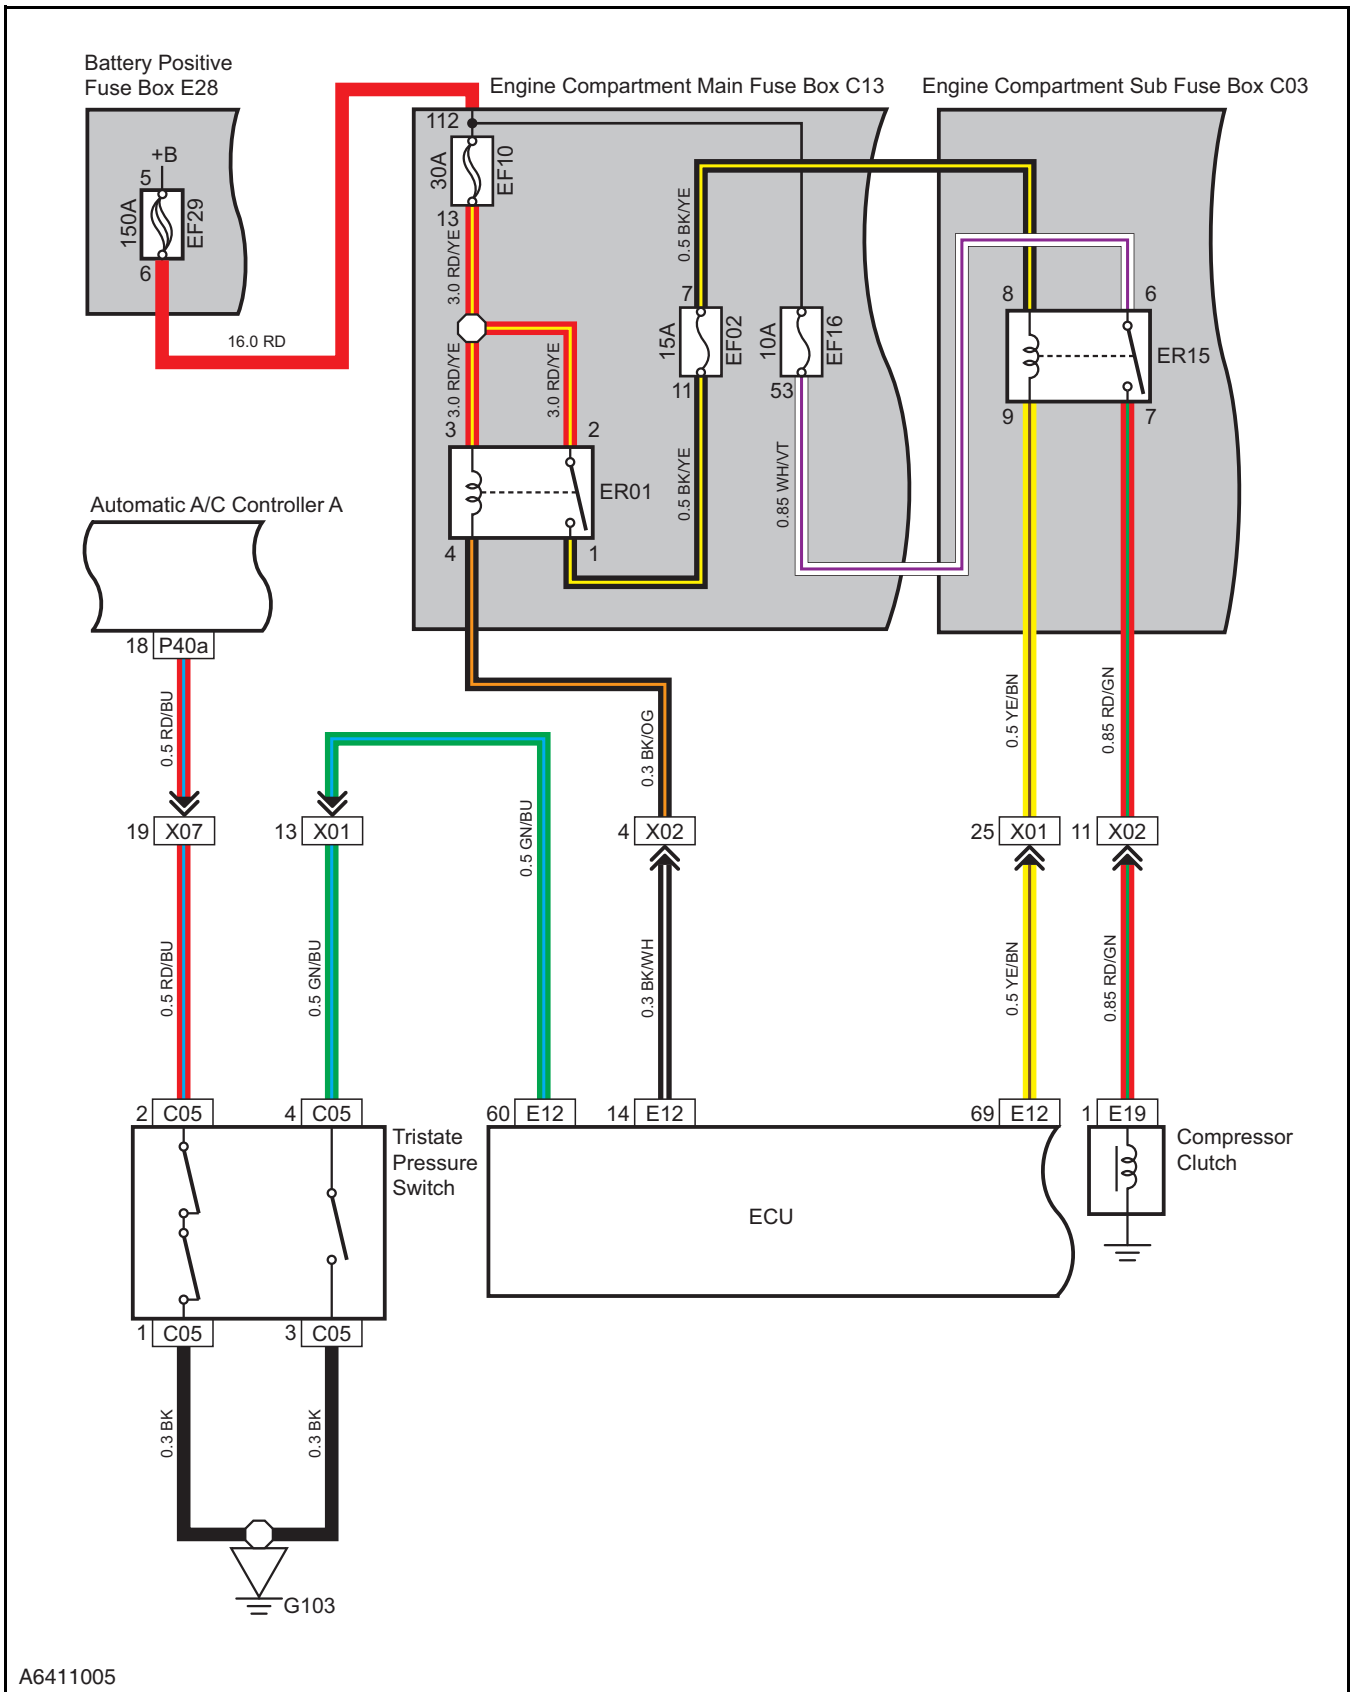 Battery Positive
Fuse Box E28
Engine Compartment Main Fuse Box C13
Engine Compartment Sub Fuse Box C03
+B
5
150A
EF29
6
16.0 RD
112
30A
EF10
13
3.0 RD/YE
3.0 RD/YE
3.0 RD/YE
3
2
ER01
4
1
0.5 BK/YE
7
15A
EF02
11
0.5 BK/YE
10A
EF16
53
0.85 WH/VT
8
6
ER15
9
7
Automatic A/C Controller A
18 P40a
0.5 RD/BU
0.5 GN/BU
0.3 BK/OG
0.5 YE/BN
0.85 RD/GN
19 X07
13 X01
4 X02
25 X01
11 X02
0.5 RD/BU
0.5 GN/BU
0.3 BK/WH
0.5 YE/BN
0.85 RD/GN
2 C05
4 C05
60 E12
14 E12
69 E12
1 E19
Tristate
Pressure
Switch
ECU
Compressor
Clutch
1 C05
3 C05
0.3 BK
0.3 BK
G103
A6411005